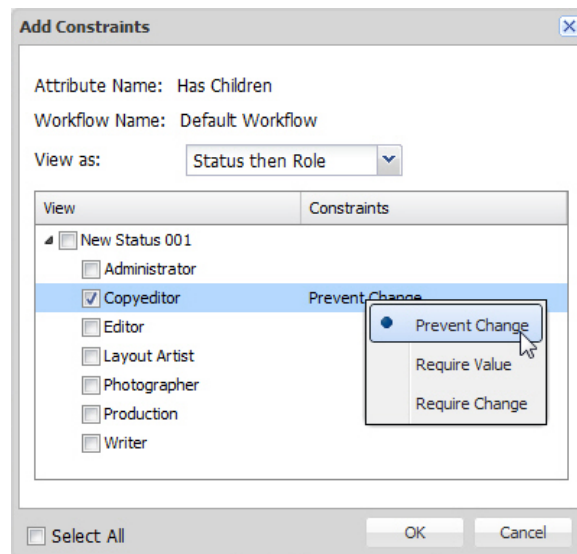 Add Constraints
Attribute Name: Has Children
Workflow Name: Default Workflow
View as: Status then Role
View Constraints
New Status 001
Administrator
Copyeditor Prevent Change
Editor Prevent Change
Layout Artist Require Value
Photographer Require Change
Production
Writer
Select All OK Cancel